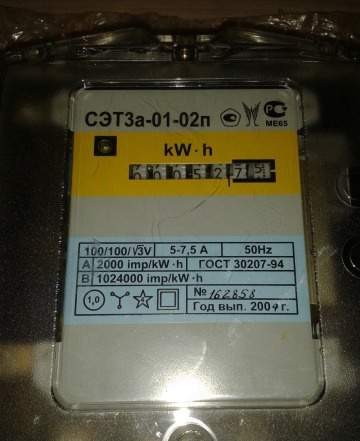 СЭТ3а-01-02п
МЕ65
kW·h
100/100/√3V 5-7,5 A 50Hz
A 2000 imp/kW·h ГОСТ 30207-94
B 1024000 imp/kW·h
1,0 № 162858
Год вып. 2004 г.